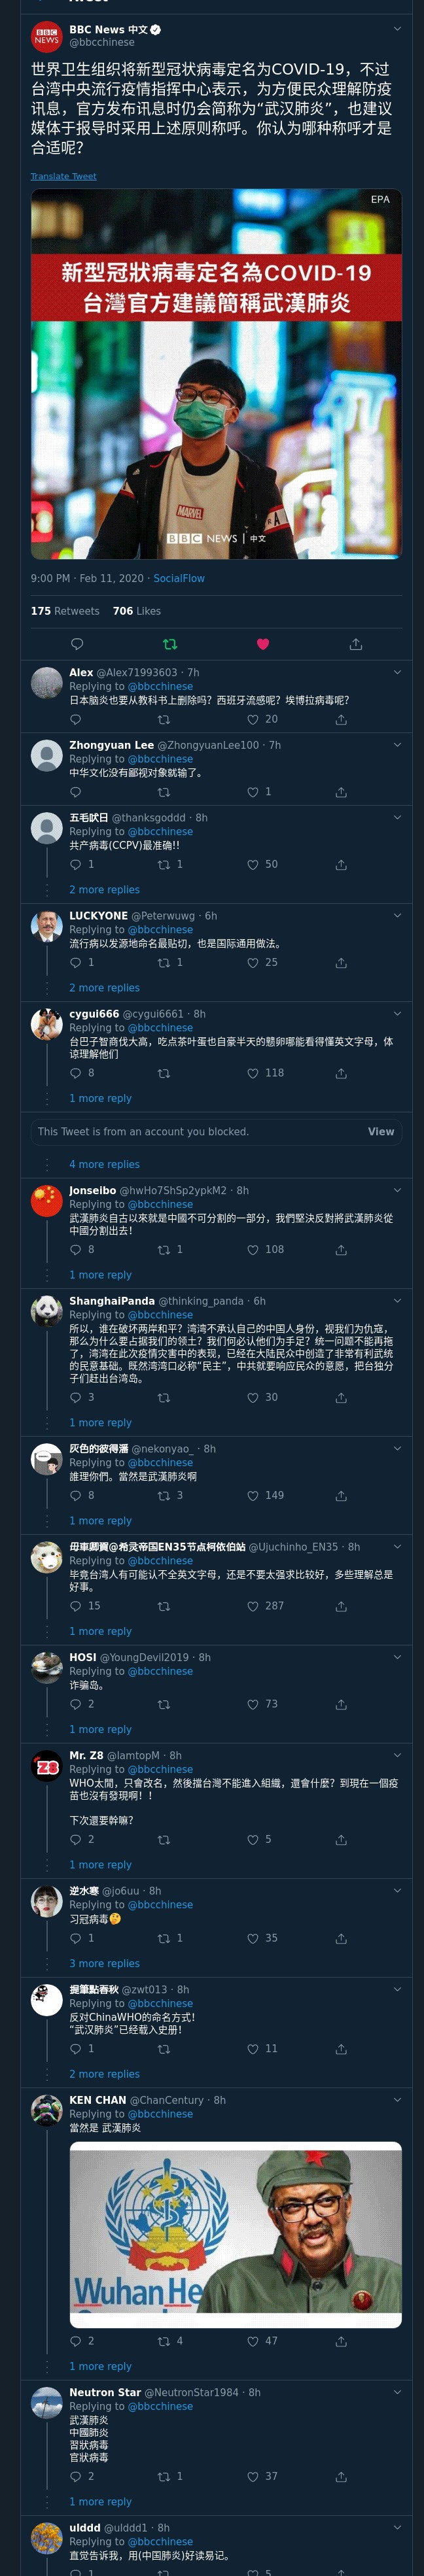 BBC News 中文
@bbcchinese
世界卫生组织将新型冠状病毒定名为COVID-19，不过
台湾中央流行疫情指挥中心表示，为方便民众理解防疫
讯息，官方发布讯息时仍会简称为“武汉肺炎”，也建议
媒体于报导时采用上述原则称呼。你认为哪种称呼才是
合适呢?
Translate Tweet
EPA
新型冠狀病毒定名為COVID-19
台灣官方建議簡稱武漢肺炎
MARVEL
BBC NEWS | 中文
9:00 PM · Feb 11, 2020 · SocialFlow
175 Retweets 706 Likes
Alex @Alex71993603 · 7h
Replying to @bbcchinese
日本脑炎也要从教科书上删除吗？西班牙流感呢？埃博拉病毒呢？
20
Zhongyuan Lee @ZhongyuanLee100 · 7h
Replying to @bbcchinese
中华文化没有鄙视对象就输了。
1
五毛吠日 @thanksgoddd · 8h
Replying to @bbcchinese
共产病毒(CCPV)最准确!!
1 1 50
2 more replies
LUCKYONE @Peterwuwg · 6h
Replying to @bbcchinese
流行病以发源地命名最贴切，也是国际通用做法。
1 1 25
2 more replies
cygui666 @cygui6661 · 8h
Replying to @bbcchinese
台巴子智商伐大高，吃点茶叶蛋也自豪半天的戆卵哪能看得懂英文字母，体
谅理解他们
8 118
1 more reply
This Tweet is from an account you blocked. View
4 more replies
Jonseibo @hwHo7ShSp2ypkM2 · 8h
Replying to @bbcchinese
武漢肺炎自古以來就是中國不可分割的一部分，我們堅決反對將武漢肺炎從
中國分割出去！
8 1 108
1 more reply
ShanghaiPanda @thinking_panda · 6h
Replying to @bbcchinese
所以，谁在破坏两岸和平？湾湾不承认自己的中国人身份，视我们为仇寇，
那么为什么要占据我们的领土？我们何必认他们为手足？统一问题不能再拖
了，湾湾在此次疫情灾害中的表现，已经在大陆民众中创造了非常有利武统
的民意基础。既然湾湾口必称“民主”，中共就要响应民众的意愿，把台独分
子们赶出台湾岛。
3 30
1 more reply
灰色的彼得潘 @nekonyao_ · 8h
Replying to @bbcchinese
誰理你們。當然是武漢肺炎啊
8 3 149
1 more reply
毋車卿賀@希灵帝国EN35节点柯依伯站 @Ujuchinho_EN35 · 8h
Replying to @bbcchinese
毕竟台湾人有可能认不全英文字母，还是不要太强求比较好，多些理解总是
好事。
15 287
1 more reply
HOSI @YoungDevil2019 · 8h
Replying to @bbcchinese
诈骗岛。
2 73
1 more reply
Mr. Z8 @IamtopM · 8h
Replying to @bbcchinese
WHO太閒，只會改名，然後擋台灣不能進入組織，還會什麼？到現在一個疫
苗也沒有發現啊！！
下次還要幹嘛？
2 5
1 more reply
逆水寒 @jo6uu · 8h
Replying to @bbcchinese
习冠病毒🤔
1 1 35
3 more replies
提筆點春秋 @zwt013 · 8h
Replying to @bbcchinese
反对ChinaWHO的命名方式！
“武汉肺炎”已经载入史册！
1 11
2 more replies
KEN CHAN @ChanCentury · 8h
Replying to @bbcchinese
當然是 武漢肺炎
Wuhan He
2 4 47
1 more reply
Neutron Star @NeutronStar1984 · 8h
Replying to @bbcchinese
武漢肺炎
中國肺炎
習狀病毒
官狀病毒
2 1 37
1 more reply
ulddd @ulddd1 · 8h
Replying to @bbcchinese
直觉告诉我，用(中国肺炎)好读易记。
1 5